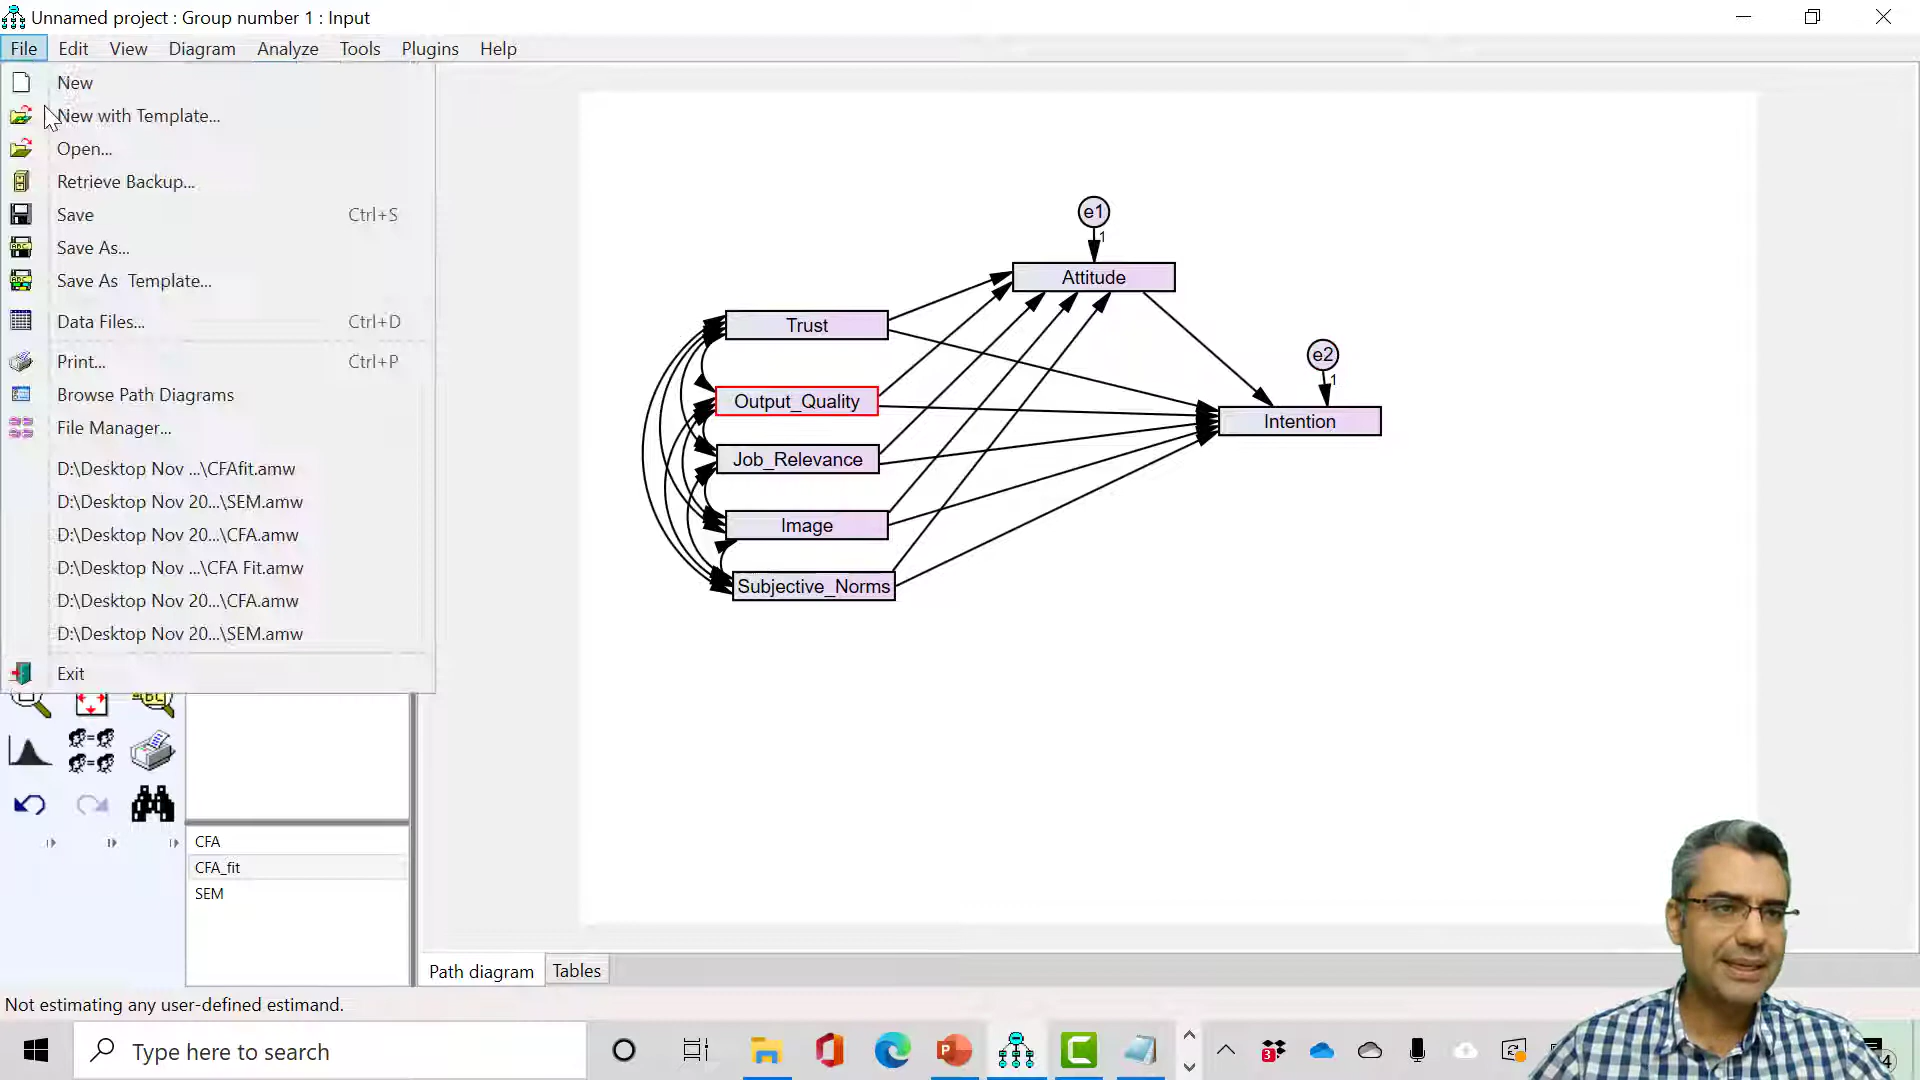 Unnamed project : Group number 1 : Input
File Edit View Diagram Analyze Tools Plugins Help
New
New with Template...
Open...
Retrieve Backup...
Save Ctrl+S
Save As...
Save As Template...
Data Files... Ctrl+D
Print... Ctrl+P
Browse Path Diagrams
File Manager...
D:\Desktop Nov ...\CFAfit.amw
D:\Desktop Nov 20...\SEM.amw
D:\Desktop Nov 20...\CFA.amw
D:\Desktop Nov ...\CFA Fit.amw
D:\Desktop Nov 20...\CFA.amw
D:\Desktop Nov 20...\SEM.amw
Exit
e1
1
Attitude
Trust
e2
1
Output_Quality
Intention
Job_Relevance
Image
Subjective_Norms
CFA
CFA_fit
SEM
Path diagram Tables
Not estimating any user-defined estimand.
Type here to search
3
4